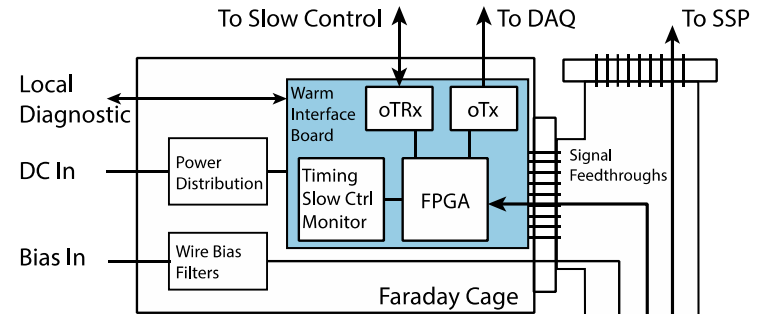 To Slow Control
To DAQ
To SSP
Local
Diagnostic
Warm
Interface
Board
oTRx
oTx
DC In
Power
Distribution
Timing
Slow Ctrl
Monitor
FPGA
Signal
Feedthroughs
Bias In
Wire Bias
Filters
Faraday Cage